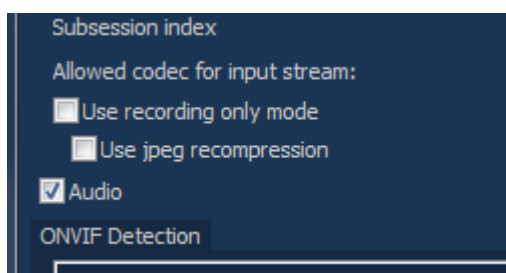 Subsession index
Allowed codec for input stream:
Use recording only mode
Use jpeg recompression
Audio
ONVIF Detection